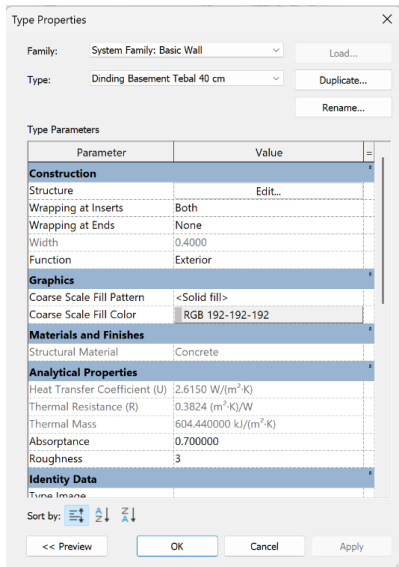 Type Properties
Family: System Family: Basic Wall Load...
Type: Dinding Basement Tebal 40 cm Duplicate...
Rename...
Type Parameters
Parameter Value =
Construction
Structure Edit...
Wrapping at Inserts Both
Wrapping at Ends None
Width 0.4000
Function Exterior
Graphics
Coarse Scale Fill Pattern <Solid fill>
Coarse Scale Fill Color RGB 192-192-192
Materials and Finishes
Structural Material Concrete
Analytical Properties
Heat Transfer Coefficient (U) 2.6150 W/(m²·K)
Thermal Resistance (R) 0.3824 (m²·K)/W
Thermal Mass 604.440000 kJ/(m²·K)
Absorptance 0.700000
Roughness 3
Identity Data
Type Image
Sort by:
<< Preview OK Cancel Apply